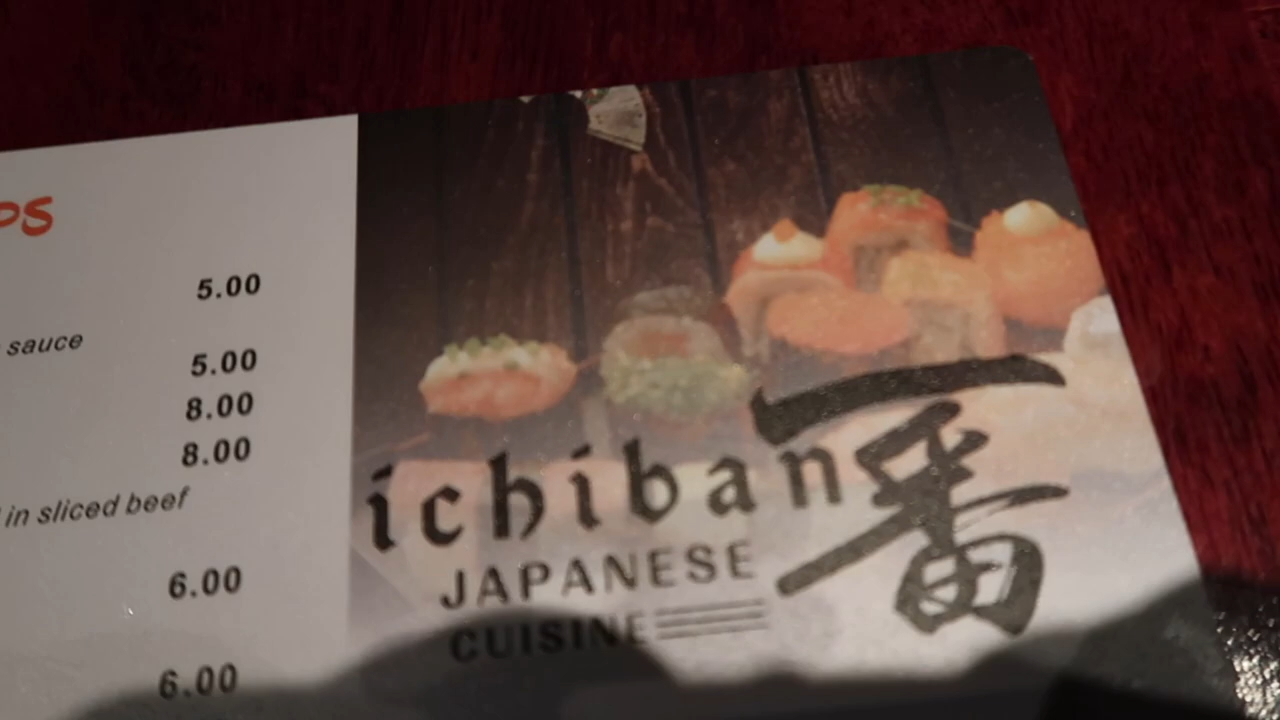 5.00
sauce
5.00
8.00
8.00
in sliced beef
6.00
6.00
ichiban
一番
JAPANESE
CUISINE